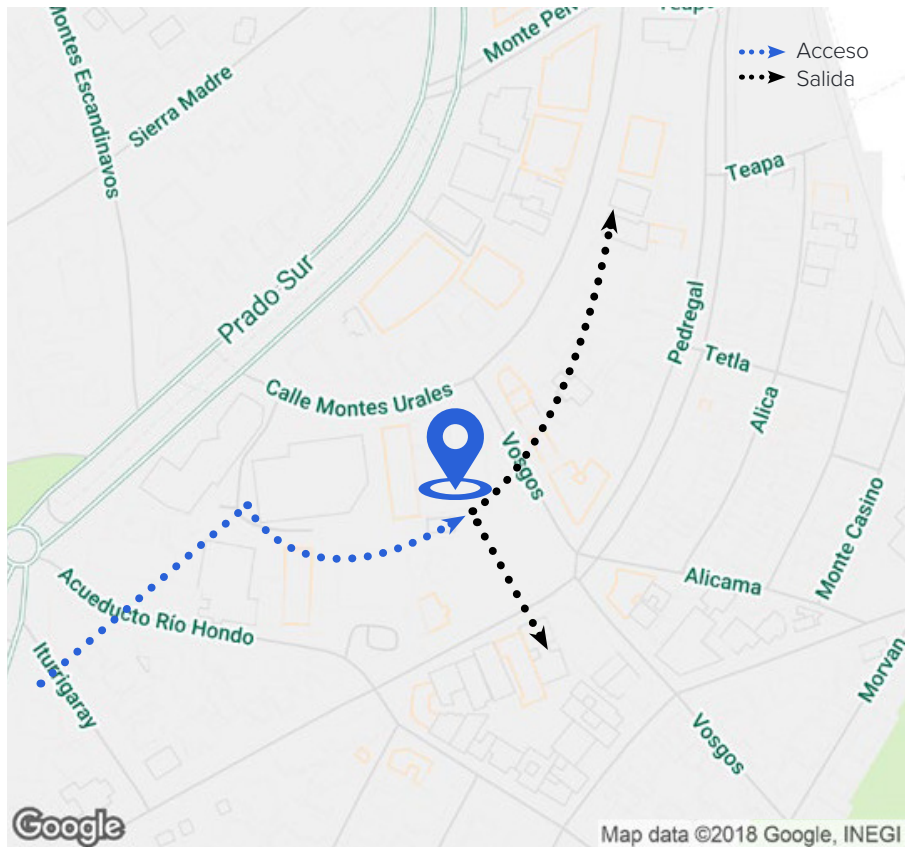 Teapa
Monte Pel
Acceso
Salida
Montes Escandinavos
Sierra Madre
Teapa
Prado Sur
Pedregal
Tetla
Calle Montes Urales
Alica
Vosgos
Monte Casino
Alicama
Acueducto Río Hondo
Iturrigaray
Morvan
Vosgos
Google
Map data ©2018 Google, INEGI